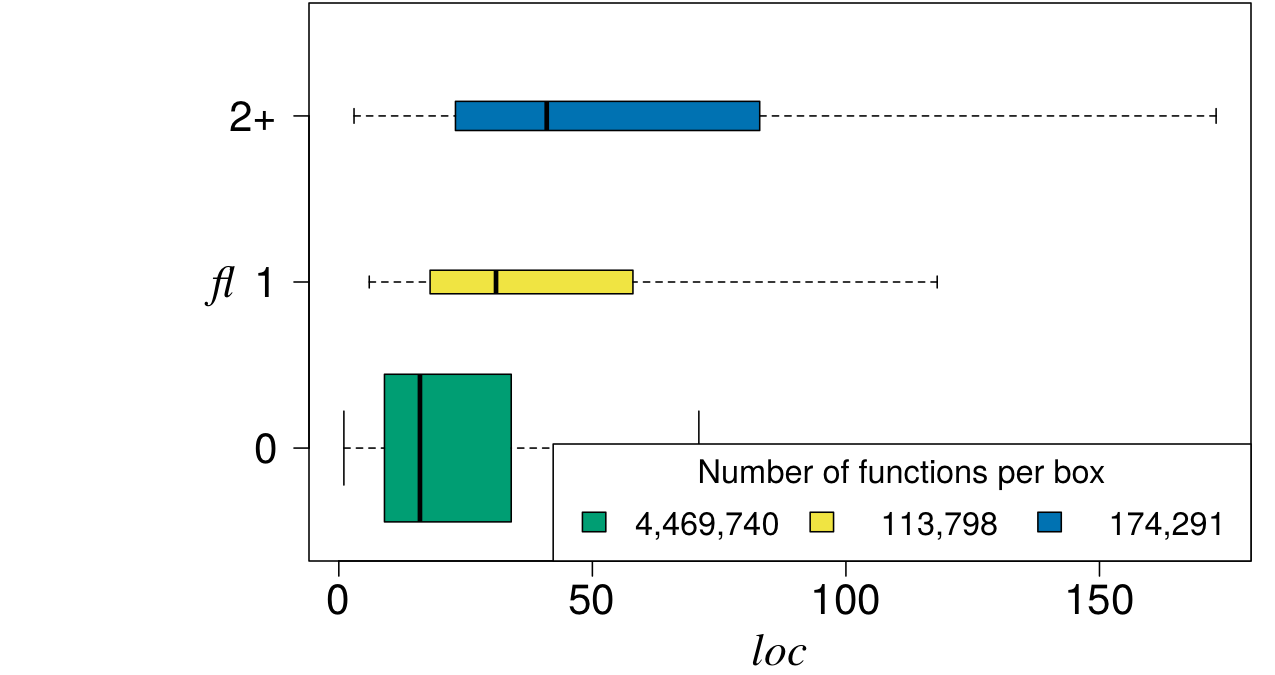 2+
fl 1
0
Number of functions per box
4,469,740 113,798 174,291
0 50 100 150
loc